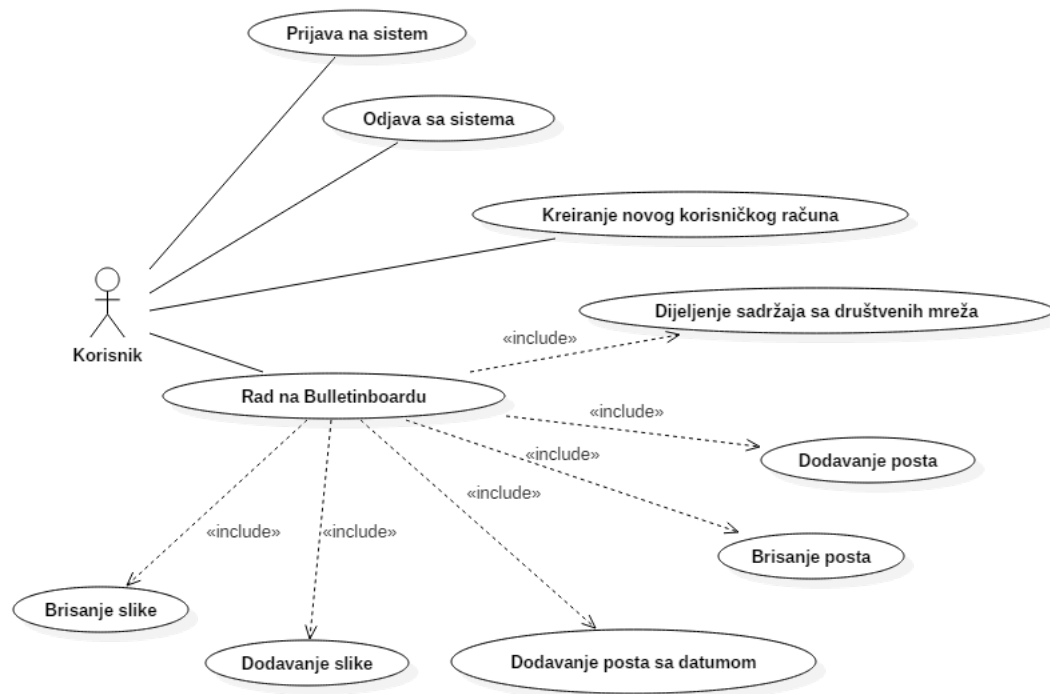 Prijava na sistem
Odjava sa sistema
Kreiranje novog korisničkog računa
Dijeljenje sadržaja sa društvenih mreža
«include»
Korisnik
Rad na Bulletinboardu
«include»
«include»
Dodavanje posta
«include»
«include»
«include»
Brisanje posta
Brisanje slike
Dodavanje slike
Dodavanje posta sa datumom